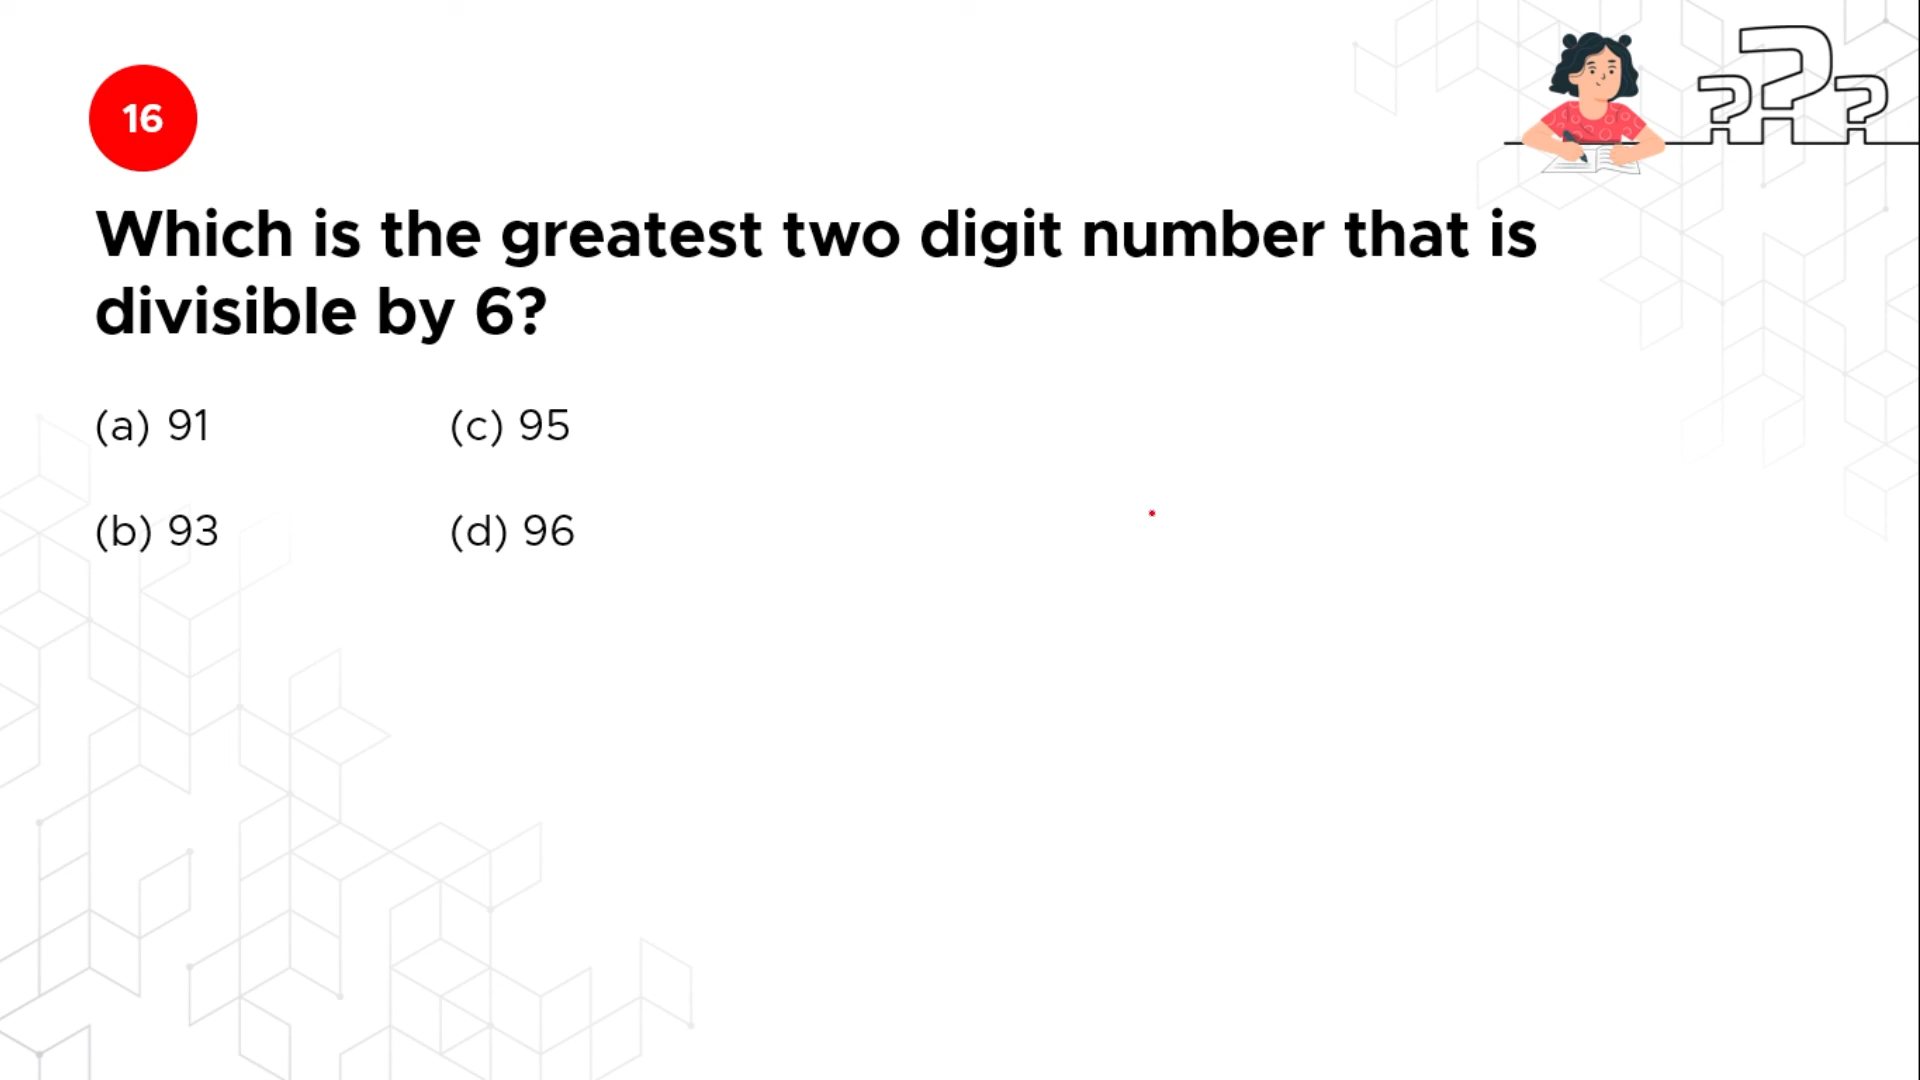 16
Which is the greatest two digit number that is
divisible by 6?
(a) 91
(c) 95
(b) 93
(d) 96
???